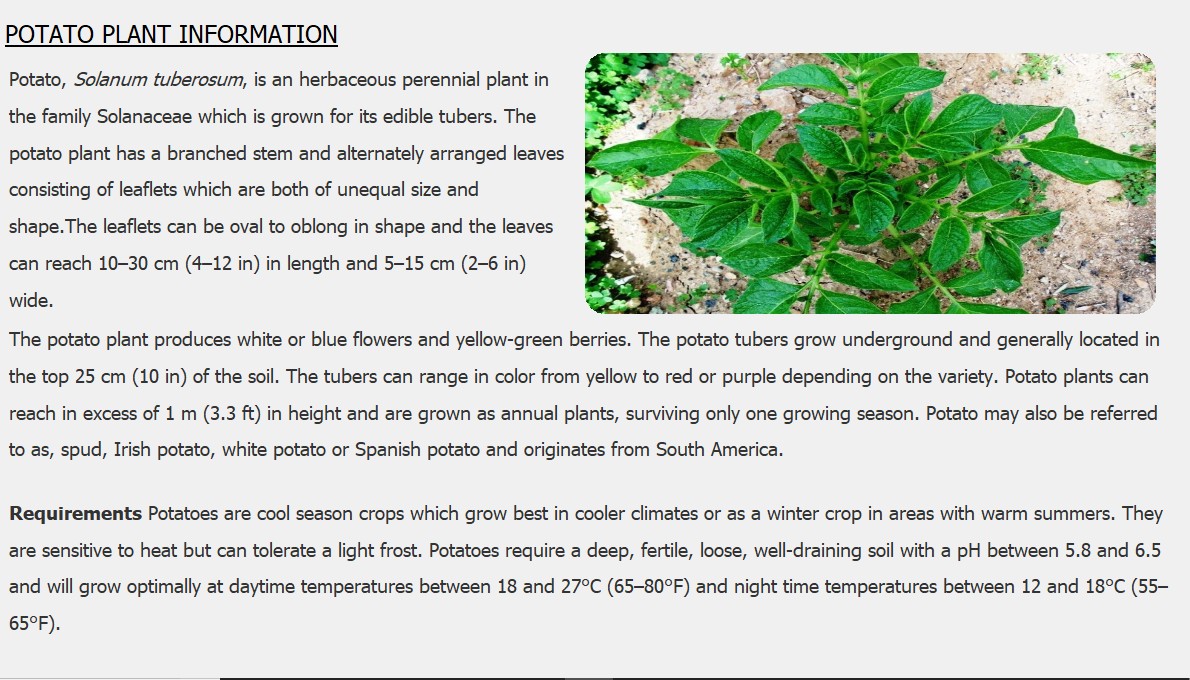 POTATO PLANT INFORMATION
Potato, Solanum tuberosum, is an herbaceous perennial plant in
the family Solanaceae which is grown for its edible tubers. The
potato plant has a branched stem and alternately arranged leaves
consisting of leaflets which are both of unequal size and
shape.The leaflets can be oval to oblong in shape and the leaves
can reach 10–30 cm (4–12 in) in length and 5–15 cm (2–6 in)
wide.
The potato plant produces white or blue flowers and yellow-green berries. The potato tubers grow underground and generally located in
the top 25 cm (10 in) of the soil. The tubers can range in color from yellow to red or purple depending on the variety. Potato plants can
reach in excess of 1 m (3.3 ft) in height and are grown as annual plants, surviving only one growing season. Potato may also be referred
to as, spud, Irish potato, white potato or Spanish potato and originates from South America.
Requirements Potatoes are cool season crops which grow best in cooler climates or as a winter crop in areas with warm summers. They
are sensitive to heat but can tolerate a light frost. Potatoes require a deep, fertile, loose, well-draining soil with a pH between 5.8 and 6.5
and will grow optimally at daytime temperatures between 18 and 27°C (65–80°F) and night time temperatures between 12 and 18°C (55–
65°F).